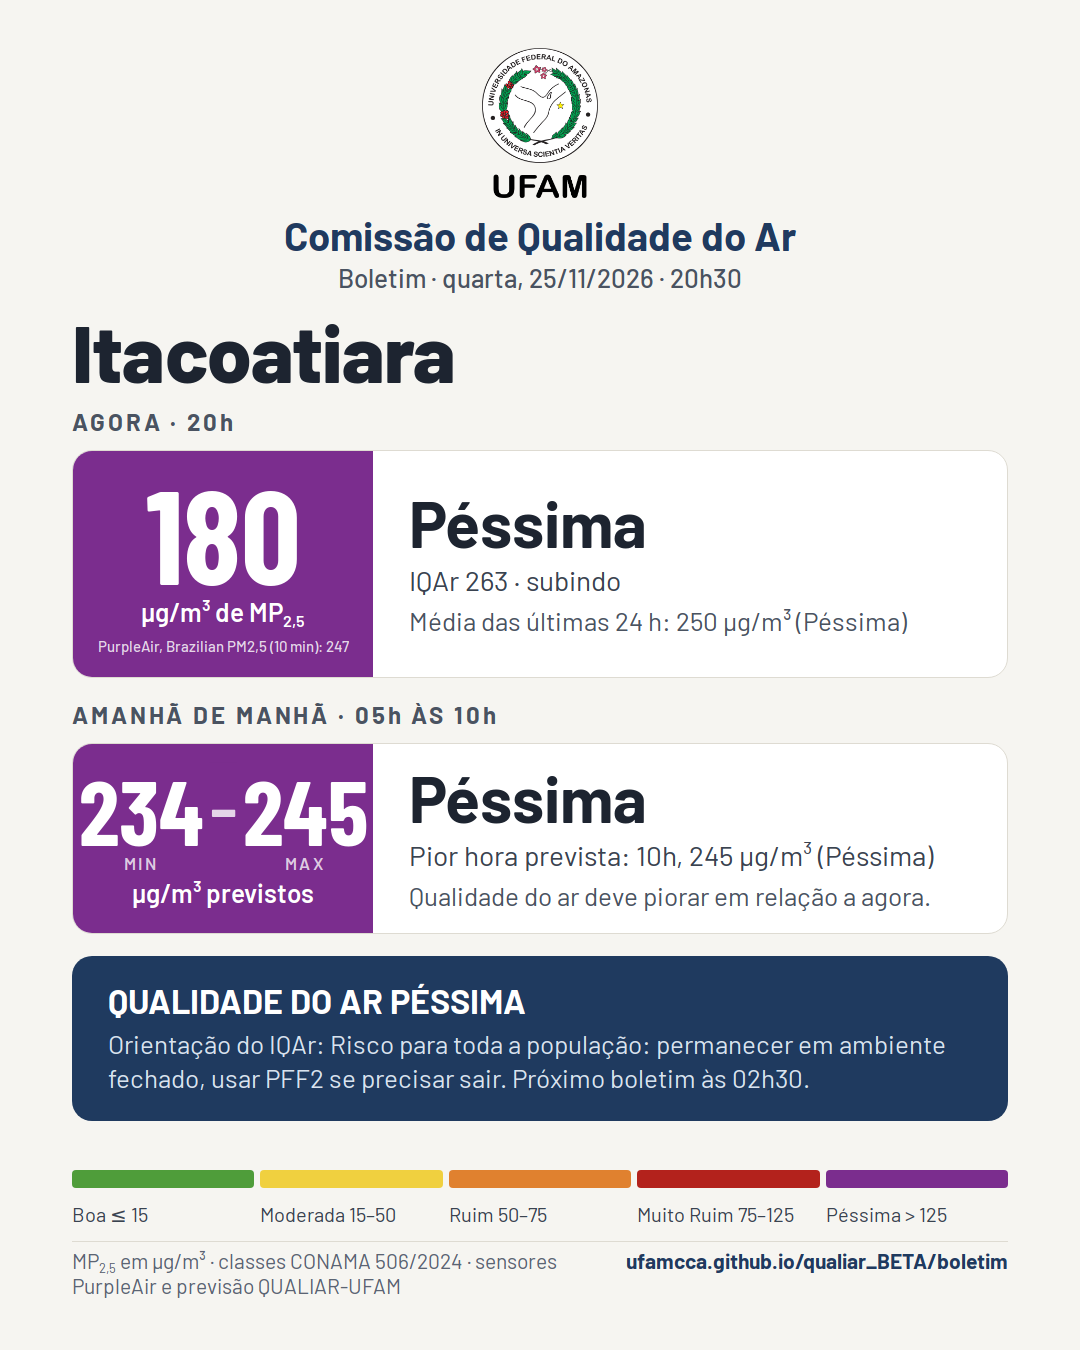 UNIVERSIDADE FEDERAL DO AMAZONAS
IN UNIVERSA SCIENTIA VERITAS
UFAM
Comissão de Qualidade do Ar
Boletim · quarta, 25/11/2026 · 20h30
Itacoatiara
AGORA · 20h
180
µg/m³ de MP2,5
PurpleAir, Brazilian PM2,5 (10 min): 247
Péssima
IQAr 263 · subindo
Média das últimas 24 h: 250 µg/m³ (Péssima)
AMANHÃ DE MANHÃ · 05h ÀS 10h
234 - 245
MIN MAX
µg/m³ previstos
Péssima
Pior hora prevista: 10h, 245 µg/m³ (Péssima)
Qualidade do ar deve piorar em relação a agora.
QUALIDADE DO AR PÉSSIMA
Orientação do IQAr: Risco para toda a população: permanecer em ambiente
fechado, usar PFF2 se precisar sair. Próximo boletim às 02h30.
Boa ≤ 15 Moderada 15–50 Ruim 50–75 Muito Ruim 75–125 Péssima > 125
MP2,5 em µg/m³ · classes CONAMA 506/2024 · sensores
PurpleAir e previsão QUALIAR-UFAM
ufamcca.github.io/qualiar_BETA/boletim